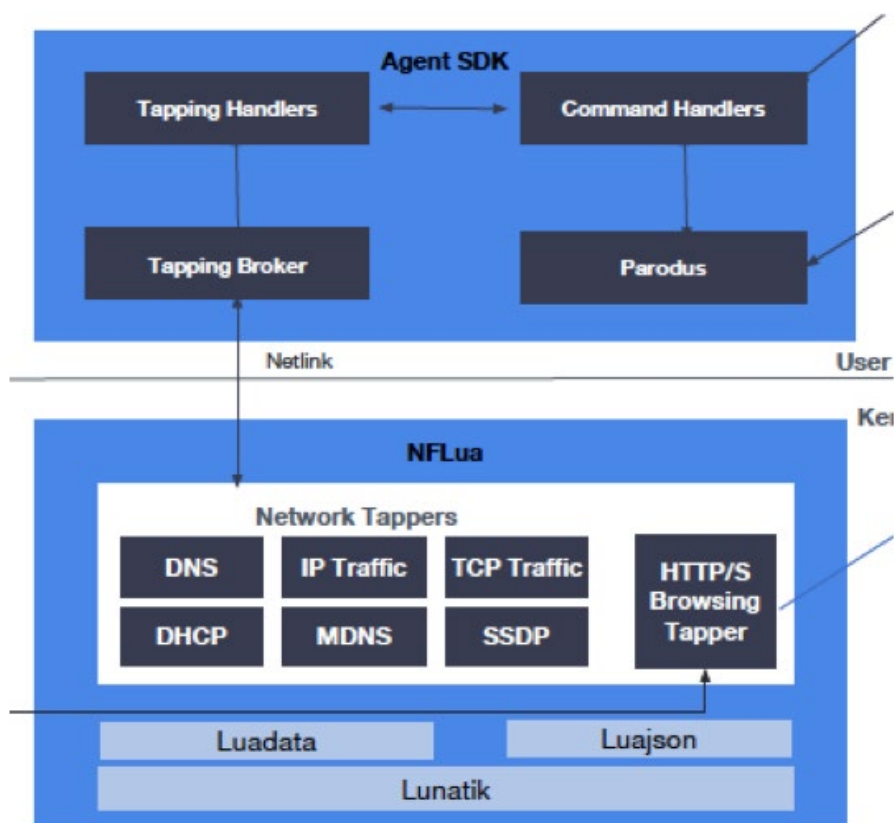 Agent SDK
Tapping Handlers
Command Handlers
Tapping Broker
Parodus
Netlink
User
Ker
NFLua
Network Tappers
DNS
IP Traffic
TCP Traffic
HTTP/S
Browsing
Tapper
DHCP
MDNS
SSDP
Luadata
Luajson
Lunatik